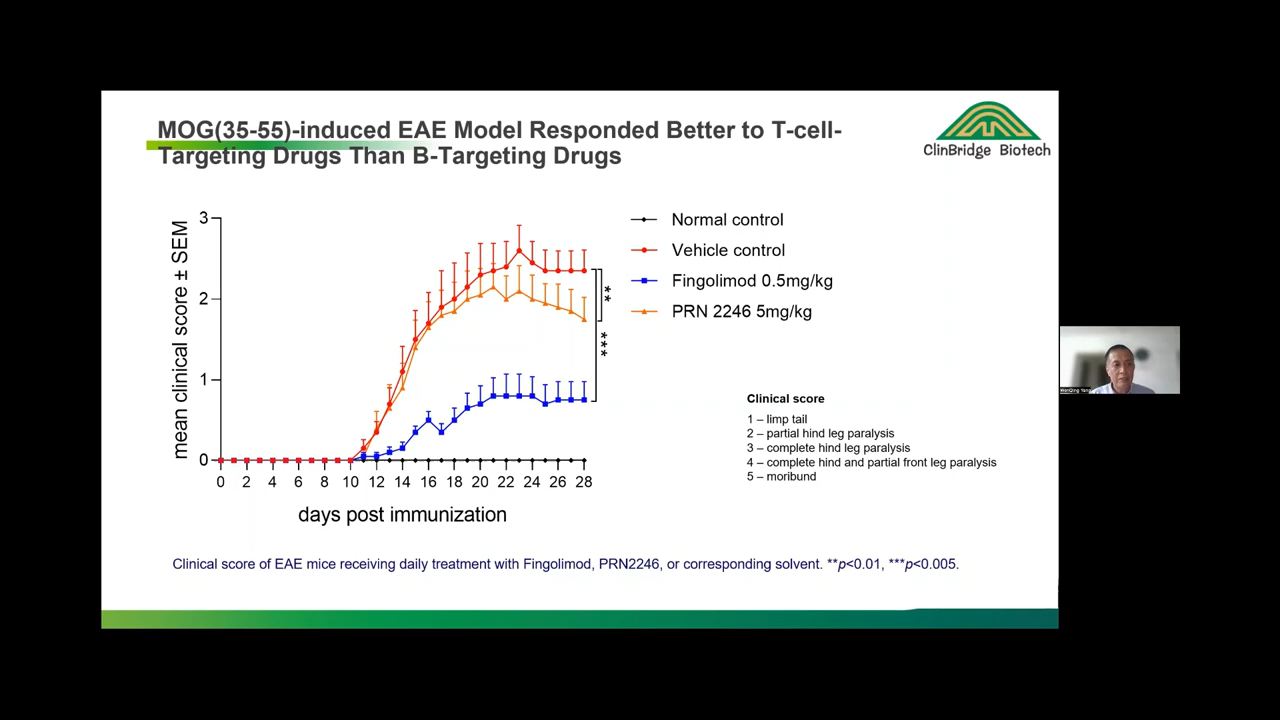 MOG(35-55)-induced EAE Model Responded Better to T-cell-
Targeting Drugs Than B-Targeting Drugs
ClinBridge Biotech
mean clinical score ± SEM
3
2
1
0
0 2 4 6 8 10 12 14 16 18 20 22 24 26 28
days post immunization
**
***
Normal control
Vehicle control
Fingolimod 0.5mg/kg
PRN 2246 5mg/kg
Clinical score
1 – limp tail
2 – partial hind leg paralysis
3 – complete hind leg paralysis
4 – complete hind and partial front leg paralysis
5 – moribund
Clinical score of EAE mice receiving daily treatment with Fingolimod, PRN2246, or corresponding solvent. **p<0.01, ***p<0.005.